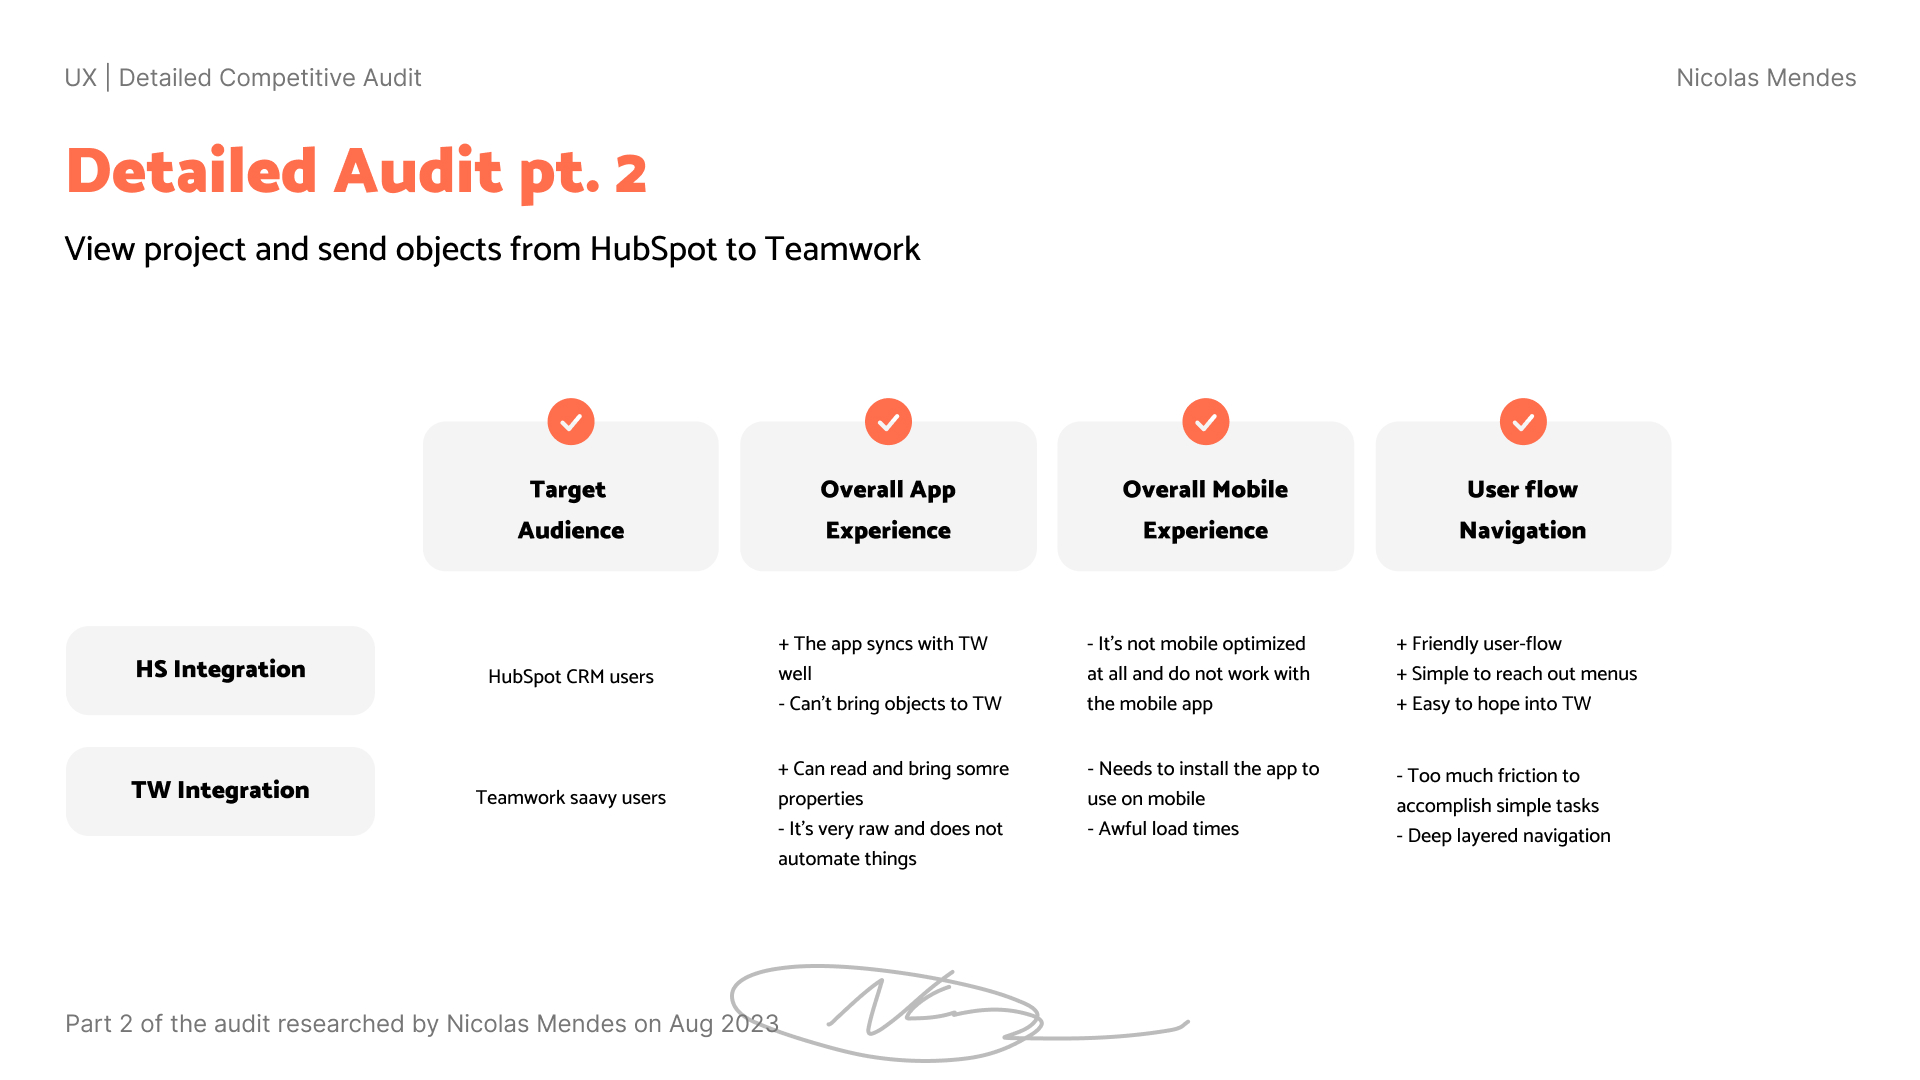 UX | Detailed Competitive Audit
Nicolas Mendes
Detailed Audit pt. 2
View project and send objects from HubSpot to Teamwork
Target
Audience
Overall App
Experience
Overall Mobile
Experience
User flow
Navigation
HS Integration
HubSpot CRM users
+ The app syncs with TW
well
- Can't bring objects to TW
- It's not mobile optimized
at all and do not work with
the mobile app
+ Friendly user-flow
+ Simple to reach out menus
+ Easy to hope into TW
TW Integration
Teamwork saavy users
+ Can read and bring somre
properties
- It's very raw and does not
automate things
- Needs to install the app to
use on mobile
- Awful load times
- Too much friction to
accomplish simple tasks
- Deep layered navigation
Part 2 of the audit researched by Nicolas Mendes on Aug 2023